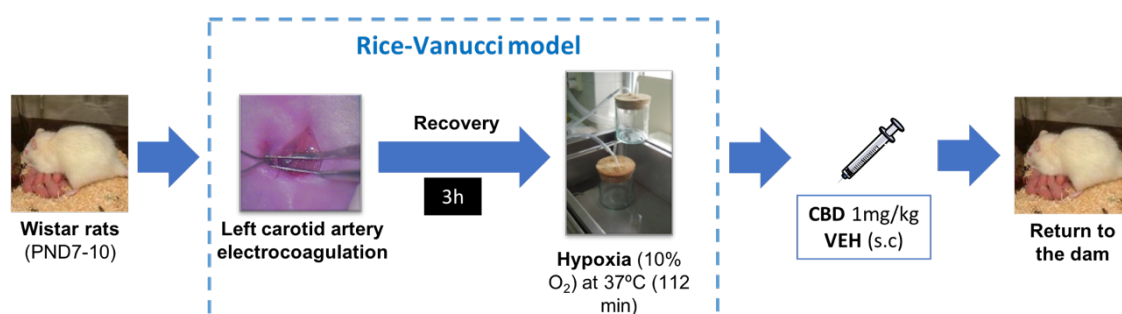 Rice-Vanucci model
Wistar rats
(PND7-10)
Left carotid artery
electrocoagulation
Recovery
3h
Hypoxia (10%
O₂) at 37ºC (112
min)
CBD 1mg/kg
VEH (s.c)
Return to
the dam